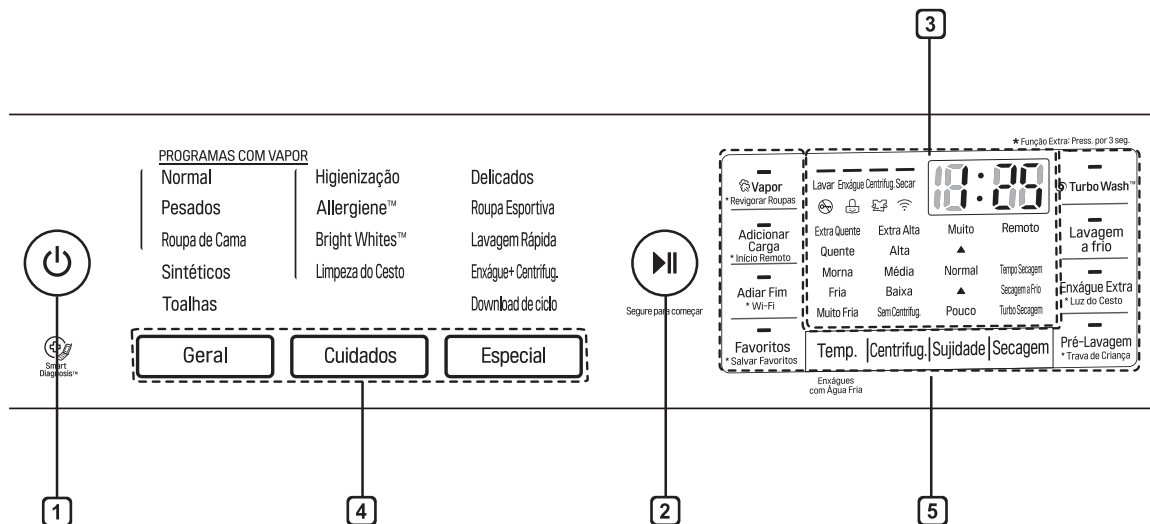 3
* Função Extra: Press. por 3 seg.
PROGRAMAS COM VAPOR
Normal
Pesados
Roupa de Cama
Sintéticos
Toalhas
Higienização
Allergiene™
Bright Whites™
Limpeza do Cesto
Delicados
Roupa Esportiva
Lavagem Rápida
Enxágue+ Centrifug.
Download de ciclo
Smart
Diagnosis™
Geral
Cuidados
Especial
Segure para começar
Vapor
* Revigorar Roupas
Adicionar
Carga
* Início Remoto
Adiar Fim
* Wi-Fi
Favoritos
* Salvar Favoritos
Lavar Enxágue Centrifug. Secar
1:25
Extra Quente Extra Alta Muito Remoto
Quente Alta
Morna Média Normal Tempo Secagem
Fria Baixa Secagem a Frio
Muito Fria Sem Centrifug. Pouco Turbo Secagem
Temp. Centrifug. Sujidade Secagem
Enxágues
com Água Fria
Turbo Wash™
Lavagem
a frio
Enxágue Extra
* Luz do Cesto
Pré-Lavagem
* Trava de Criança
1
4
2
5